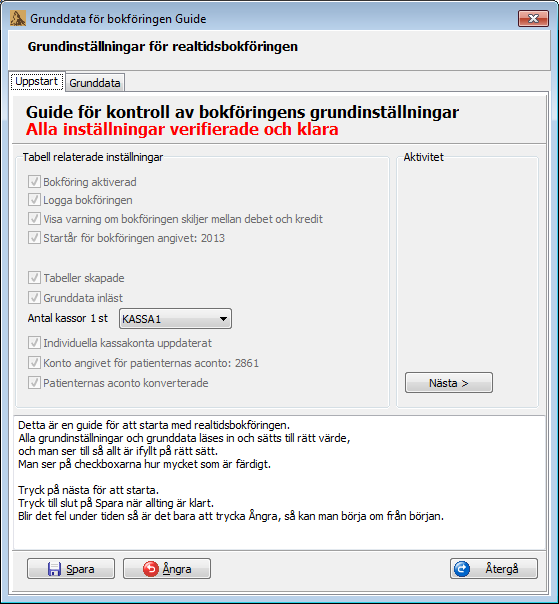 Grunddata för bokföringen Guide
Grundinställningar för realtidsbokföringen
Uppstart
Grunddata
Guide för kontroll av bokföringens grundinställningar
Alla inställningar verifierade och klara
Tabell relaterade inställningar
Aktivitet
Bokföring aktiverad
Logga bokföringen
Visa varning om bokföringen skiljer mellan debet och kredit
Startår för bokföringen angivet: 2013
Tabeller skapade
Grunddata inläst
Antal kassor 1 st
KASSA1
Individuella kassakonta uppdaterat
Konto angivet för patienternas aconto: 2861
Patienternas aconto konverterade
Nästa >
Detta är en guide för att starta med realtidsbokföringen.
Alla grundinställningar och grunddata läses in och sätts till rätt värde,
och man ser till så allt är ifyllt på rätt sätt.
Man ser på checkboxarna hur mycket som är färdigt.
Tryck på nästa för att starta.
Tryck till slut på Spara när allting är klart.
Blir det fel under tiden så är det bara att trycka Ångra, så kan man börja om från början.
Spara
Ångra
Återgå